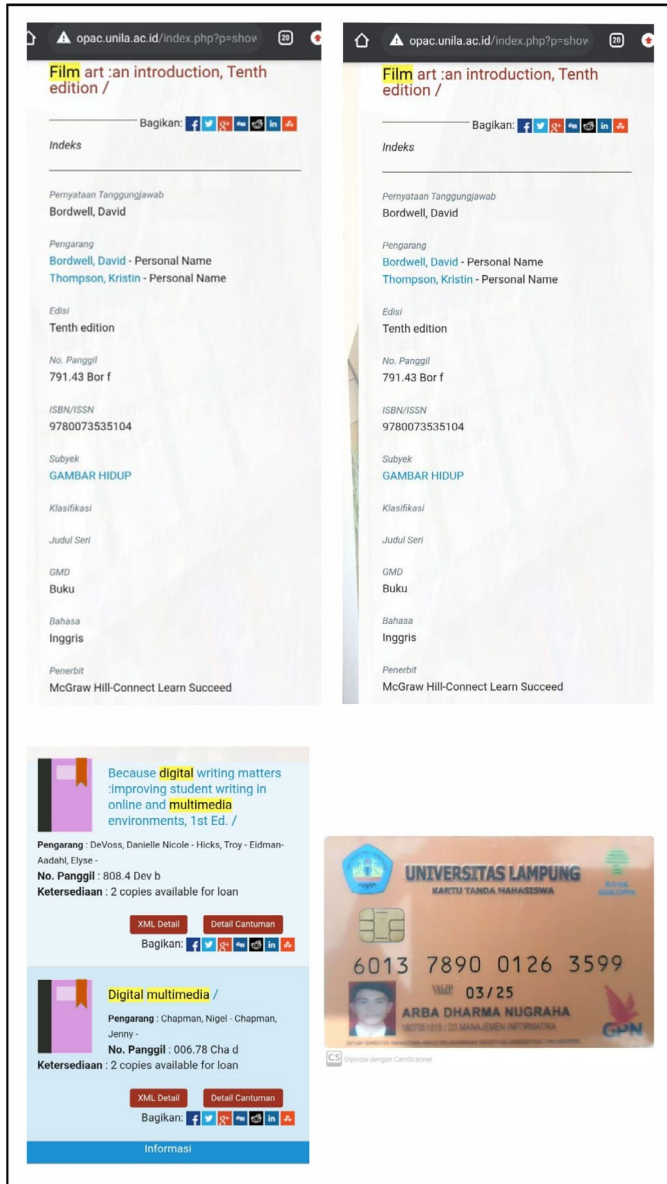 opac.unila.ac.id/index.php?p=show 20
Film art :an introduction, Tenth
edition /
Bagikan:
Indeks
Pernyataan Tanggungjawab
Bordwell, David
Pengarang
Bordwell, David - Personal Name
Thompson, Kristin - Personal Name
Edisi
Tenth edition
No. Panggil
791.43 Bor f
ISBN/ISSN
9780073535104
Subyek
GAMBAR HIDUP
Klasifikasi
Judul Seri
GMD
Buku
Bahasa
Inggris
Penerbit
McGraw Hill-Connect Learn Succeed
opac.unila.ac.id/index.php?p=show 20
Film art :an introduction, Tenth
edition /
Bagikan:
Indeks
Pernyataan Tanggungjawab
Bordwell, David
Pengarang
Bordwell, David - Personal Name
Thompson, Kristin - Personal Name
Edisi
Tenth edition
No. Panggil
791.43 Bor f
ISBN/ISSN
9780073535104
Subyek
GAMBAR HIDUP
Klasifikasi
Judul Seri
GMD
Buku
Bahasa
Inggris
Penerbit
McGraw Hill-Connect Learn Succeed
Because digital writing matters
:improving student writing in
online and multimedia
environments, 1st Ed. /
Pengarang : DeVoss, Danielle Nicole - Hicks, Troy - Eidman-
Aadahl, Elyse -
No. Panggil : 808.4 Dev b
Ketersediaan : 2 copies available for loan
XML Detail Detail Cantuman
Bagikan:
Digital multimedia /
Pengarang : Chapman, Nigel - Chapman,
Jenny -
No. Panggil : 006.78 Cha d
Ketersediaan : 2 copies available for loan
XML Detail Detail Cantuman
Bagikan:
Informasi
UNIVERSITAS LAMPUNG
KARTU TANDA MAHASISWA
6013 7890 0126 3599
03/25
ARBA DHARMA NUGRAHA
/ D3 MANAJEMEN INFORMATIKA
GPN
CS Dipindai dengan CamScanner